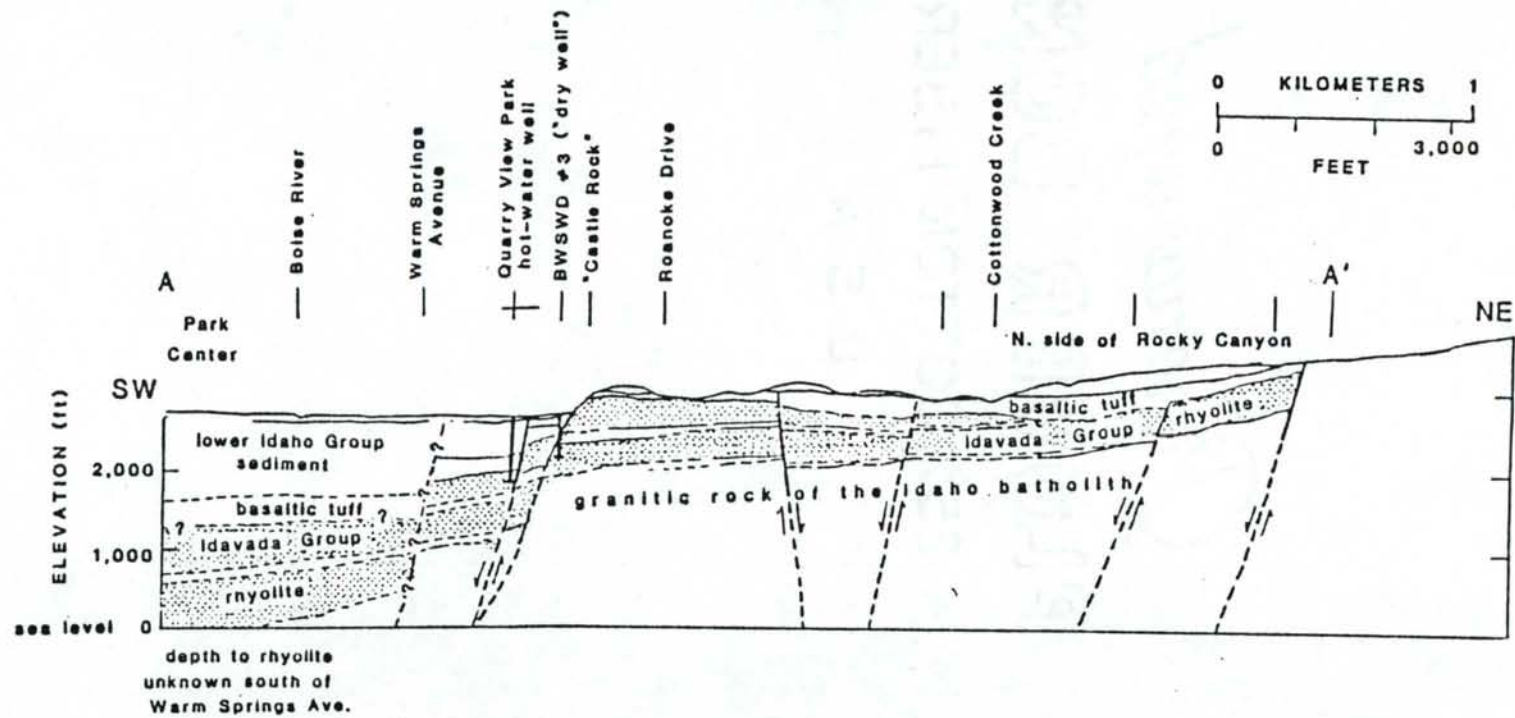 0 KILOMETERS 1
0 3,000
FEET
Boise River
Warm Springs
Avenue
Quarry View Park
hot-water well
BWSWD #3 ("dry well")
"Castle Rock"
Roanoke Drive
Cottonwood Creek
A
A'
Park
Center
N. side of Rocky Canyon
NE
SW
ELEVATION (ft)
2,000
1,000
sea level 0
lower Idaho Group
sediment
basaltic tuff
Idavada Group
rhyolite
?
?
?
?
?
?
?
basaltic tuff
Idavada Group rhyolite
granitic rock of the Idaho batholith
depth to rhyolite
unknown south of
Warm Springs Ave.